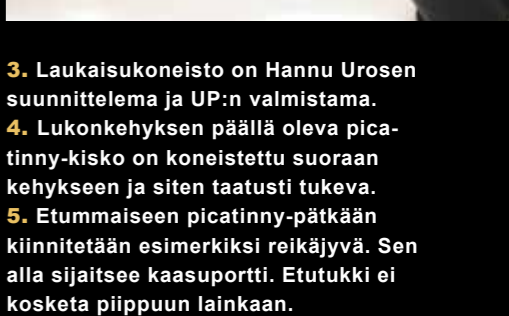 3. Laukaisukoneisto on Hannu Urosen
suunnittelema ja UP:n valmistama.
4. Lukonkehyksen päällä oleva pica-
tinny-kisko on koneistettu suoraan
kehykseen ja siten taatusti tukeva.
5. Etummaiseen picatinny-pätkään
kiinnitetään esimerkiksi reikäjyvä. Sen
alla sijaitsee kaasuportti. Etutukki ei
kosketa piippuun lainkaan.